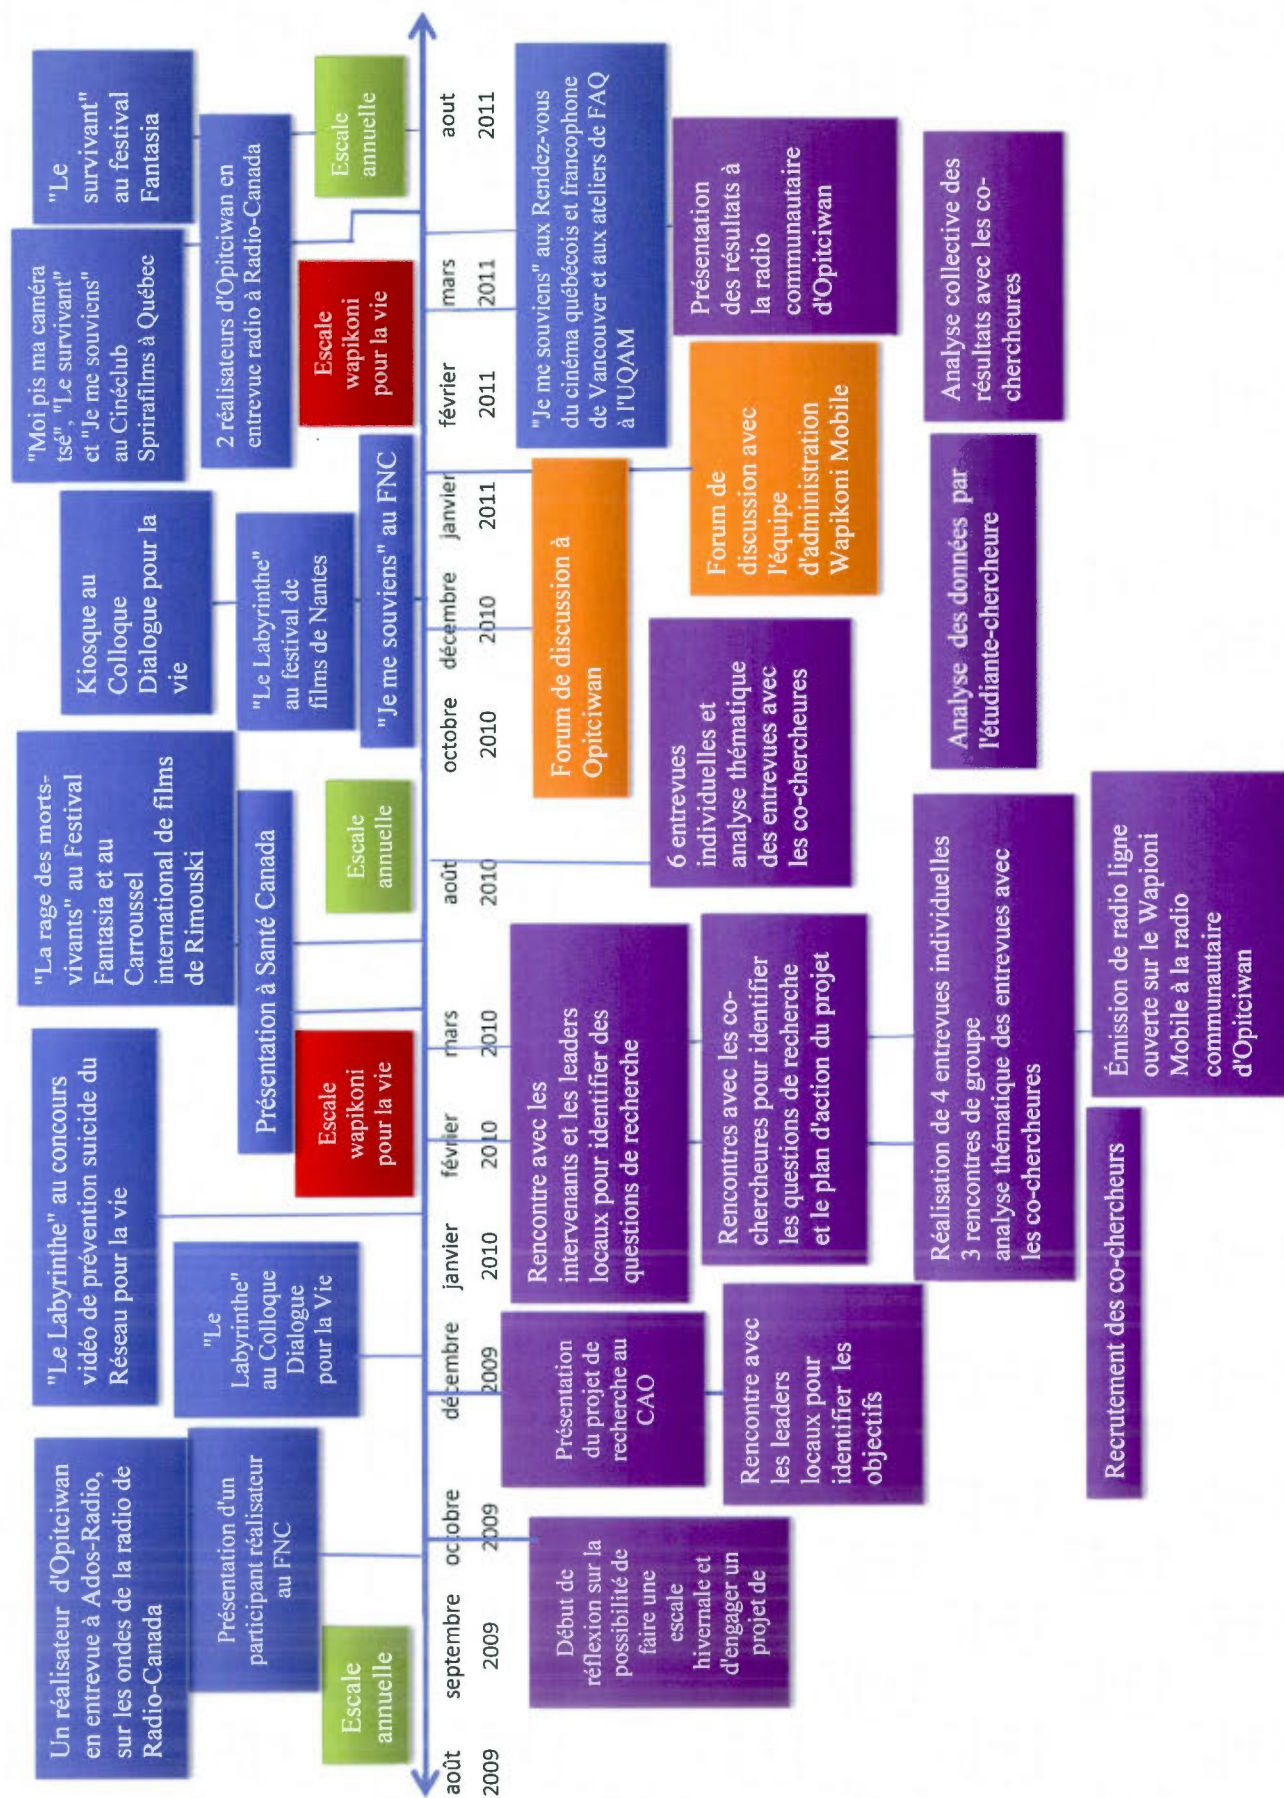 Un réalisateur d'Opitciwan
en entrevue à Ados-Radio,
sur les ondes de la radio de
Radio-Canada
Présentation d'un
participant réalisateur
au FNC
Escale
annuelle
"Le Labyrinthe" au concours
vidéo de prévention suicide du
Réseau pour la vie
"Le
Labyrinthe"
au Colloque
Dialogue
pour la Vie
"La rage des morts-
vivants" au Festival
Fantasia et au
Carroussel
international de films
de Rimouski
Présentation à Santé Canada
Escale
wapikoni
pour la vie
Escale
annuelle
Kiosque au
Colloque
Dialogue pour la
vie
"Le Labyrinthe"
au festival de
films de Nantes
"Je me souviens" au FNC
"Moi pis ma caméra
tsé", "Le survivant"
et "Je me souviens"
au Cinéclub
Sprirafilms à Québec
"Le
survivant"
au festival
Fantasia
2 réalisateurs d'Opitciwan en
entrevue radio à Radio-Canada
Escale
wapikoni
pour la vie
Escale
annuelle
août
2009
septembre
2009
octobre
2009
décembre
2009
janvier
2010
février
2010
mars
2010
août
2010
octobre
2010
décembre
2010
janvier
2011
février
2011
mars
2011
aout
2011
Début de
réflexion sur la
possibilité de
faire une
escale
hivernale et
d'engager un
projet de
Présentation
du projet de
recherche au
CAO
Rencontre avec
les leaders
locaux pour
identifier les
objectifs
Recrutement des co-chercheurs
Rencontre avec les
intervenants et les leaders
locaux pour identifier des
questions de recherche
Rencontres avec les co-
chercheures pour identifier
les questions de recherche
et le plan d'action du projet
Réalisation de 4 entrevues individuelles
3 rencontres de groupe
analyse thématique des entrevues avec
les co-chercheures
Émission de radio ligne
ouverte sur le Wapioni
Mobile à la radio
communautaire
d'Opitciwan
6 entrevues
individuelles et
analyse thématique
des entrevues avec
les co-chercheures
Forum de discussion à
Opitciwan
Forum de
discussion avec
l'équipe
d'administration
Wapikoni Mobile
Analyse des données par
l'étudiante-chercheure
"Je me souviens" aux Rendez-vous
du cinéma québécois et francophone
de Vancouver et aux ateliers de FAQ
à l'UQAM
Présentation
des résultats à
la radio
communautaire
d'Opitciwan
Analyse collective des
résultats avec les co-
chercheures